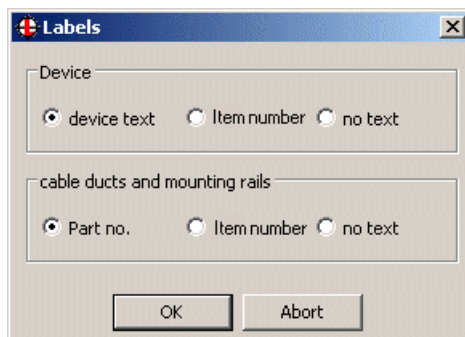 Labels
Device
device text Item number no text
cable ducts and mounting rails
Part no. Item number no text
OK Abort